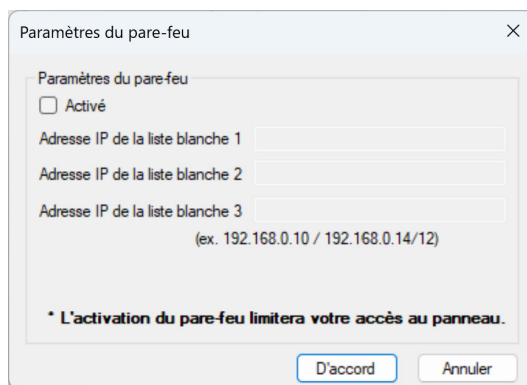 Paramètres du pare-feu
Paramètres du pare-feu
Activé
Adresse IP de la liste blanche 1
Adresse IP de la liste blanche 2
Adresse IP de la liste blanche 3
(ex. 192.168.0.10 / 192.168.0.14/12)
* L'activation du pare-feu limitera votre accès au panneau.
D'accord Annuler